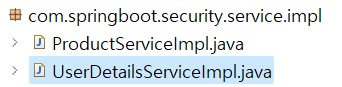 com.springboot.security.service.impl
ProductServiceImpl.java
UserDetailsServiceImpl.java